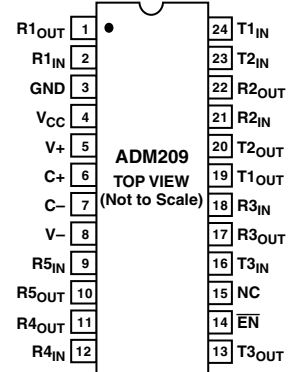 R1OUT 1 24 T1IN
R1IN 2 23 T2IN
GND 3 22 R2OUT
VCC 4 21 R2IN
V+ 5 20 T2OUT
ADM209
C+ 6 19 T1OUT
TOP VIEW
C– 7 18 R3IN
(Not to Scale)
V– 8 17 R3OUT
R5IN 9 16 T3IN
R5OUT 10 15 NC
R4OUT 11 14 E̅N̅
R4IN 12 13 T3OUT